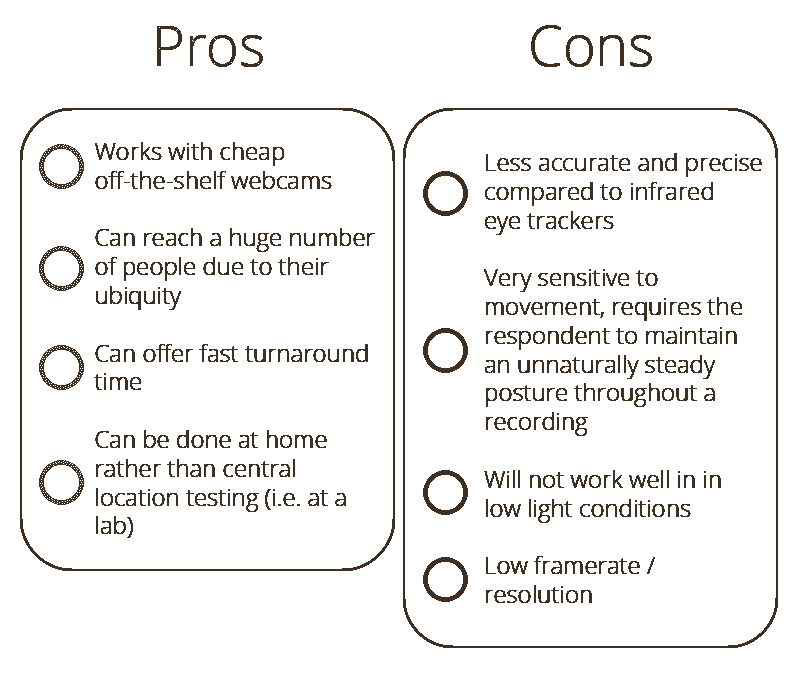 Pros
Works with cheap
off-the-shelf webcams
Can reach a huge number
of people due to their
ubiquity
Can offer fast turnaround
time
Can be done at home
rather than central
location testing (i.e. at a
lab)
Cons
Less accurate and precise
compared to infrared
eye trackers
Very sensitive to
movement, requires the
respondent to maintain
an unnaturally steady
posture throughout a
recording
Will not work well in in
low light conditions
Low framerate /
resolution